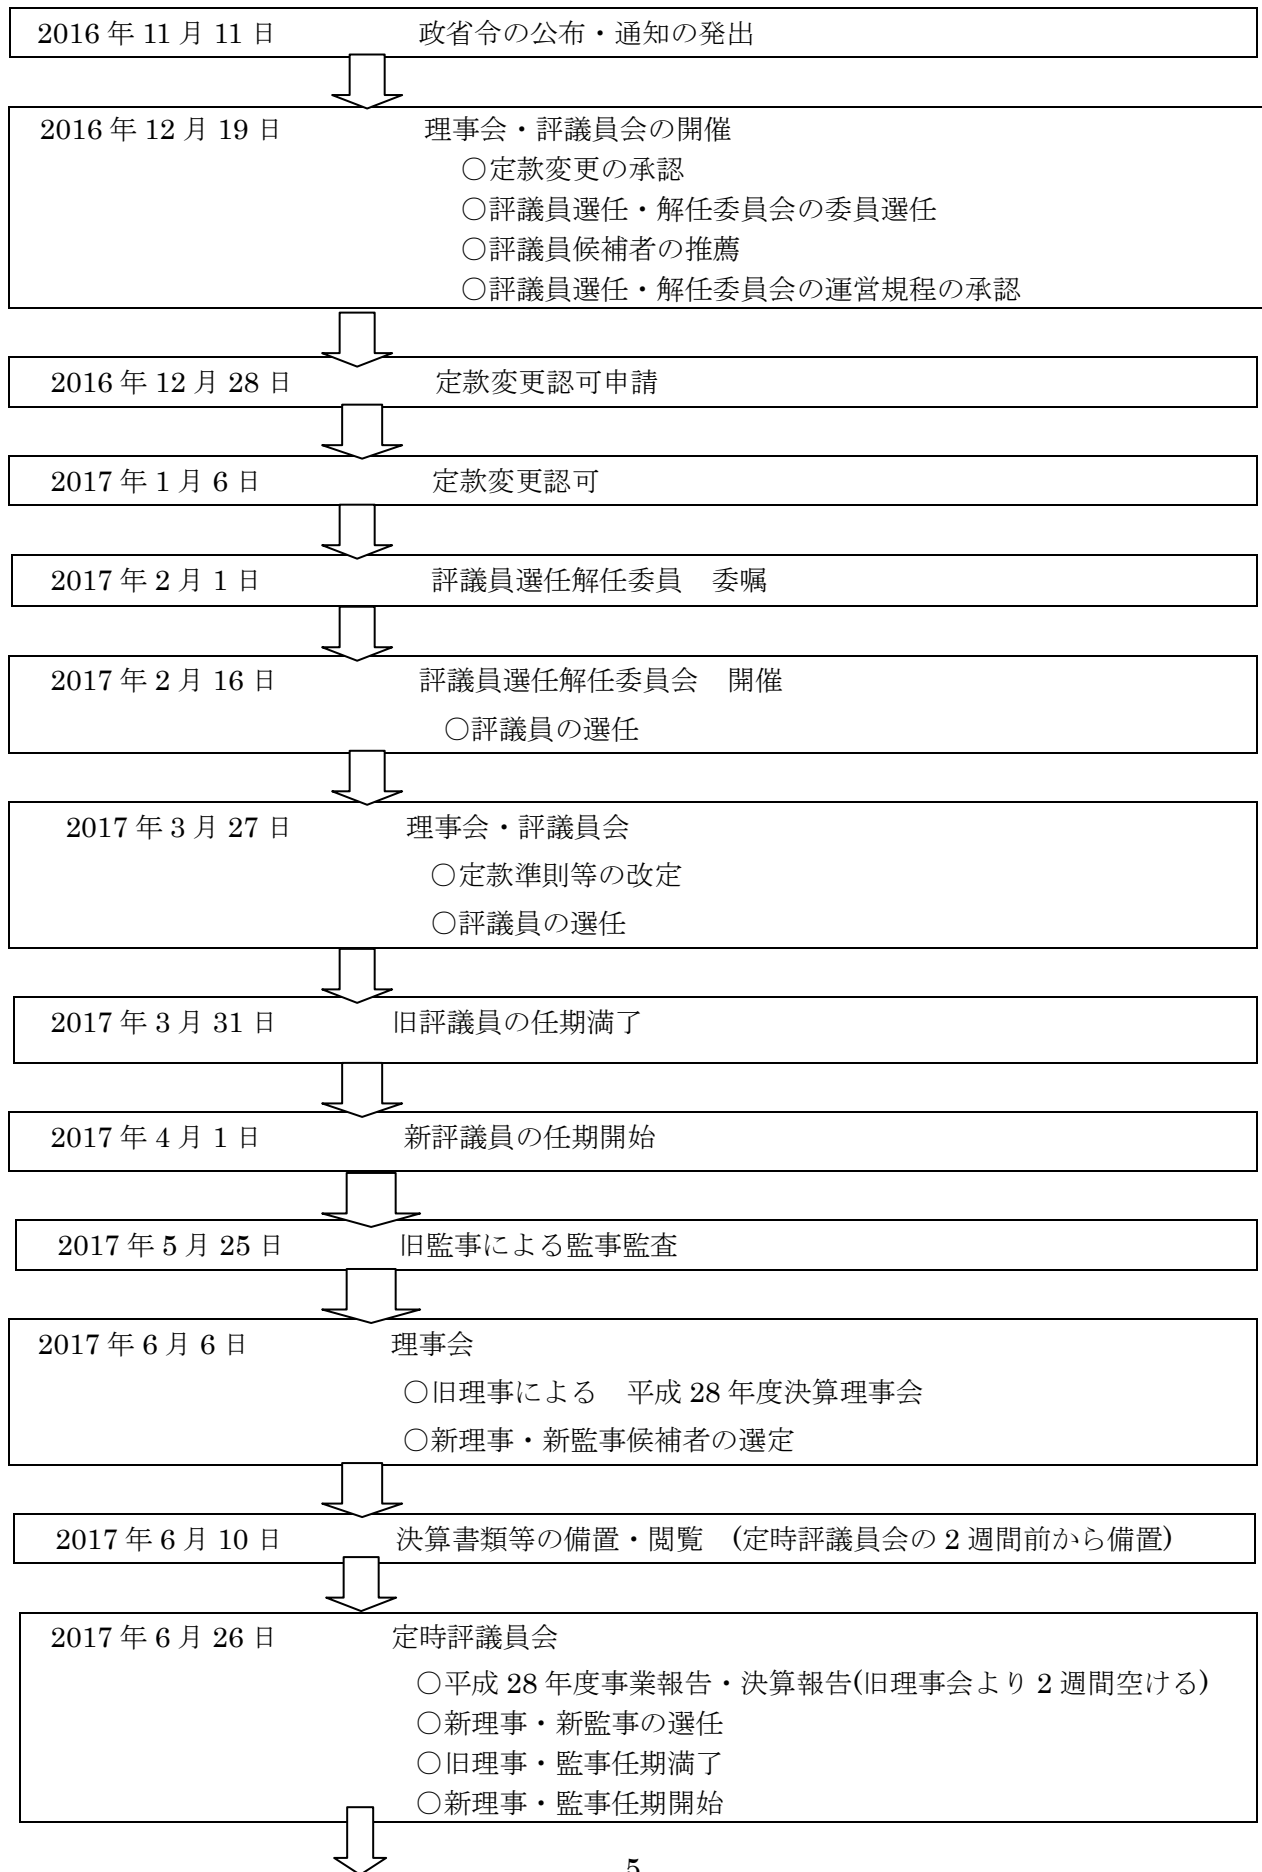 2016 年 11 月 11 日 政省令の公布・通知の発出
2016 年 12 月 19 日 理事会・評議員会の開催
○定款変更の承認
○評議員選任・解任委員会の委員選任
○評議員候補者の推薦
○評議員選任・解任委員会の運営規程の承認
2016 年 12 月 28 日 定款変更認可申請
2017 年 1 月 6 日 定款変更認可
2017 年 2 月 1 日 評議員選任解任委員 委嘱
2017 年 2 月 16 日 評議員選任解任委員会 開催
○評議員の選任
2017 年 3 月 27 日 理事会・評議員会
○定款準則等の改定
○評議員の選任
2017 年 3 月 31 日 旧評議員の任期満了
2017 年 4 月 1 日 新評議員の任期開始
2017 年 5 月 25 日 旧監事による監事監査
2017 年 6 月 6 日 理事会
○旧理事による 平成 28 年度決算理事会
○新理事・新監事候補者の選定
2017 年 6 月 10 日 決算書類等の備置・閲覧 (定時評議員会の 2 週間前から備置)
2017 年 6 月 26 日 定時評議員会
○平成 28 年度事業報告・決算報告(旧理事会より 2 週間空ける)
○新理事・新監事の選任
○旧理事・監事任期満了
○新理事・監事任期開始
5